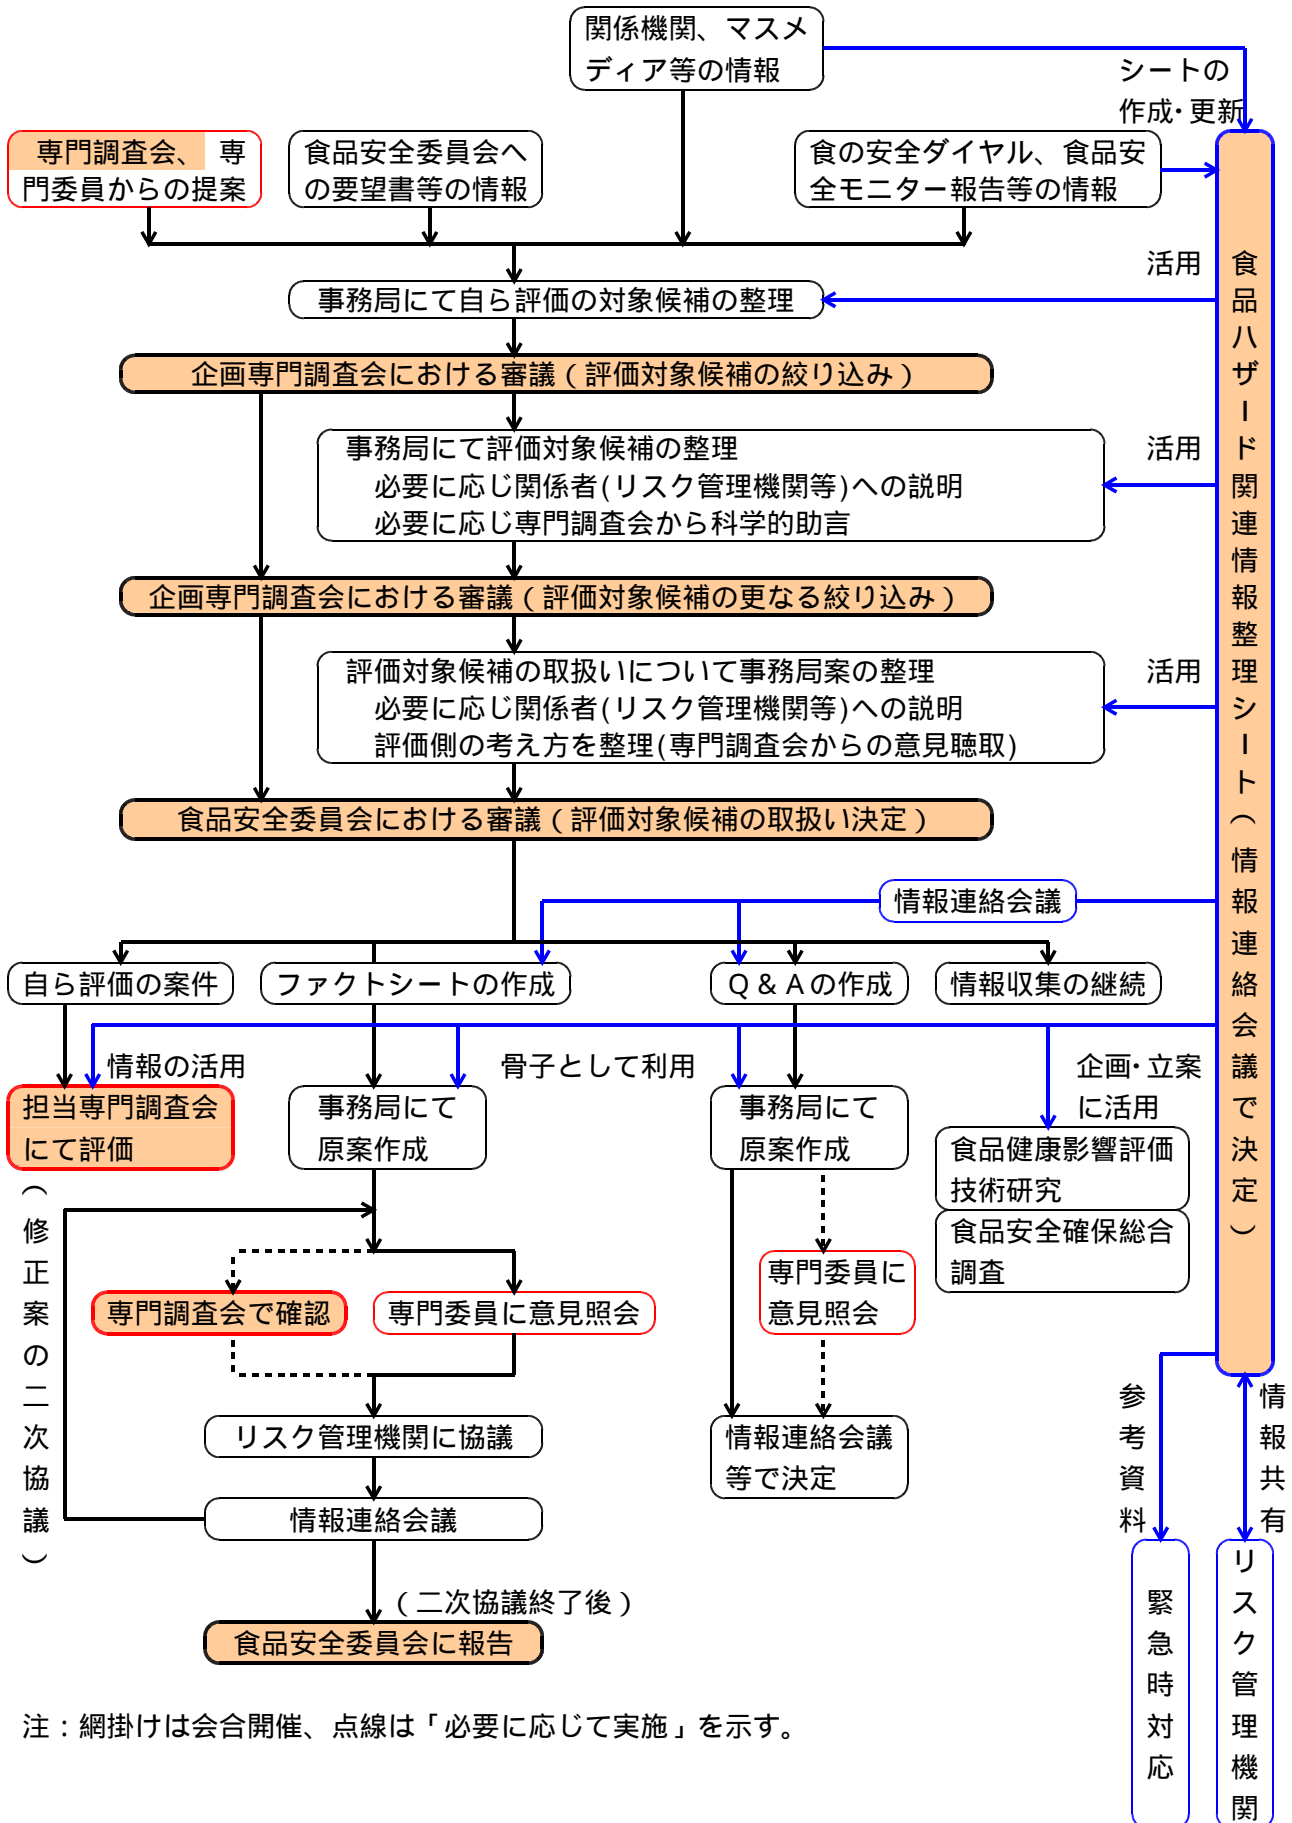 関係機関、マスメ
ディア等の情報
シートの
作成･更新
専門調査会、　専
門委員からの提案
食品安全委員会へ
の要望書等の情報
食の安全ダイヤル、食品安
全モニター報告等の情報
活用
事務局にて自ら評価の対象候補の整理
企画専門調査会における審議（評価対象候補の絞り込み）
活用
事務局にて評価対象候補の整理
必要に応じ関係者(リスク管理機関等)への説明
必要に応じ専門調査会から科学的助言
企画専門調査会における審議（評価対象候補の更なる絞り込み）
活用
評価対象候補の取扱いについて事務局案の整理
必要に応じ関係者(リスク管理機関等)への説明
評価側の考え方を整理(専門調査会からの意見聴取)
食品安全委員会における審議（評価対象候補の取扱い決定）
食品ハザード関連情報整理シート（情報連絡会議で決定）
情報連絡会議
自ら評価の案件
ファクトシートの作成
Ｑ＆Ａの作成
情報収集の継続
情報の活用
骨子として利用
企画･立案
に活用
担当専門調査会
にて評価
事務局にて
原案作成
事務局にて
原案作成
食品健康影響評価
技術研究
食品安全確保総合
調査
（修正案の二次協議）
専門調査会で確認
専門委員に意見照会
専門委員に
意見照会
リスク管理機関に協議
情報連絡会議
等で決定
情報連絡会議
（二次協議終了後）
食品安全委員会に報告
参考資料
情報共有
緊急時対応
リスク管理機関
注：網掛けは会合開催、点線は「必要に応じて実施」を示す。